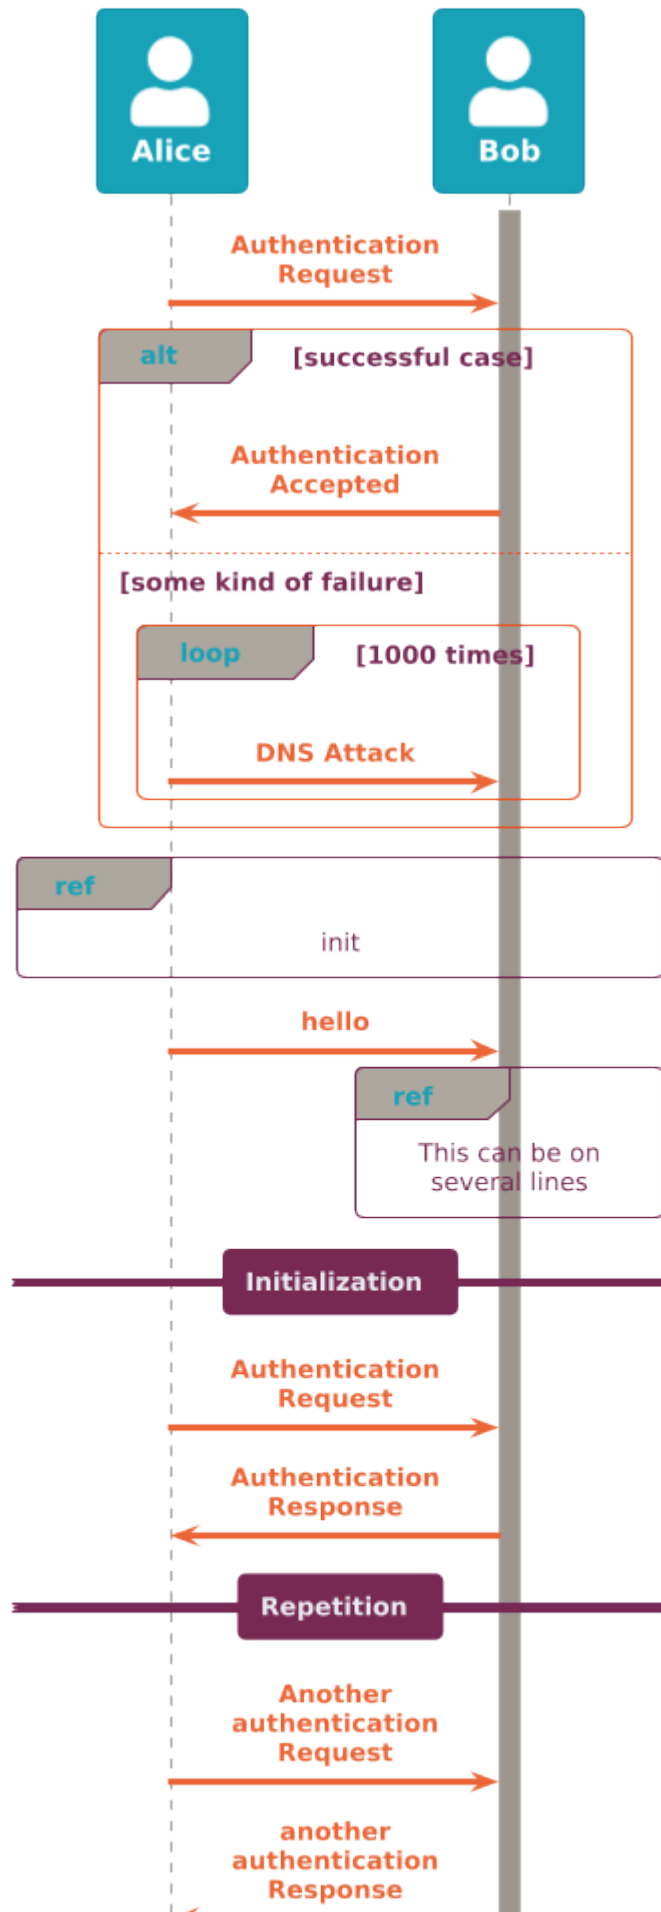 Alice
Bob
Authentication
Request
alt
[successful case]
Authentication
Accepted
[some kind of failure]
loop
[1000 times]
DNS Attack
ref
init
hello
ref
This can be on
several lines
Initialization
Authentication
Request
Authentication
Response
Repetition
Another
authentication
Request
another
authentication
Response